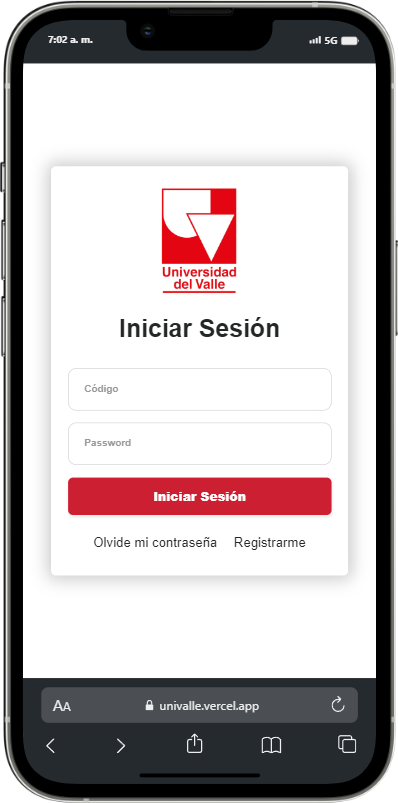 7:02 a. m.
5G
Universidad
del Valle
Iniciar Sesión
Código
Password
Iniciar Sesión
Olvide mi contraseña Registrarme
AA univalle.vercel.app